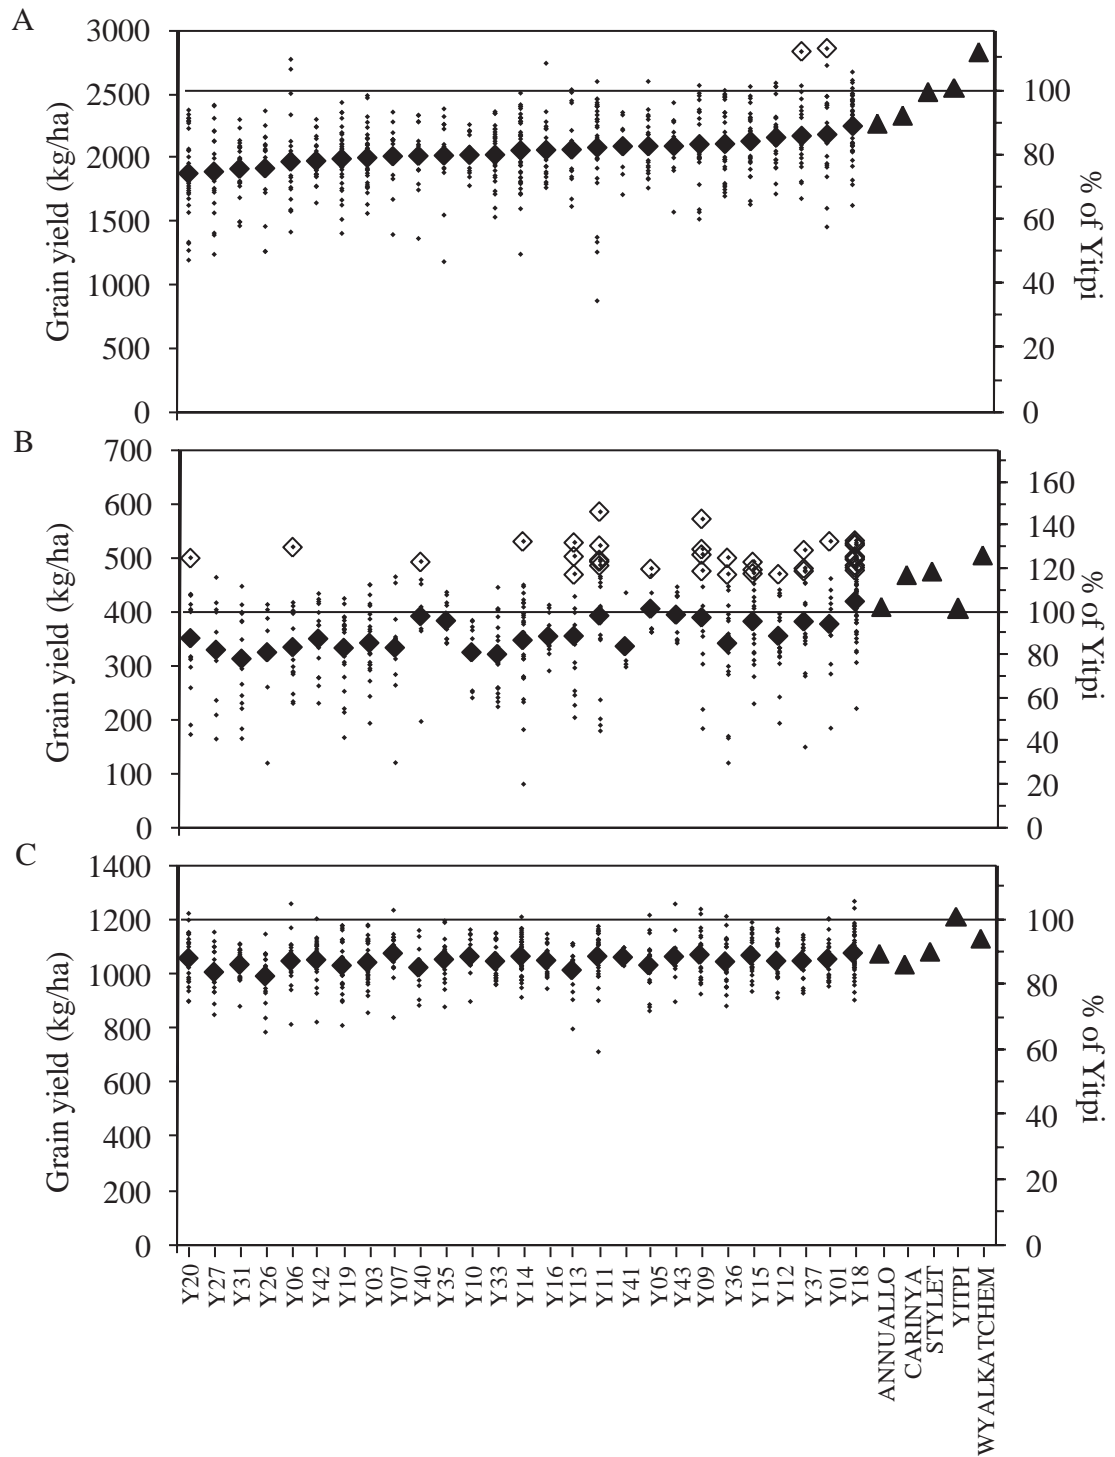 A
3000
2500
2000
1500
1000
500
0
Grain yield (kg/ha)
100
80
60
40
20
0
% of Yitpi
B
700
600
500
400
300
200
100
0
Grain yield (kg/ha)
160
140
120
100
80
60
40
20
0
% of Yitpi
C
1400
1200
1000
800
600
400
200
0
Grain yield (kg/ha)
100
80
60
40
20
0
% of Yitpi
Y20
Y27
Y31
Y26
Y06
Y42
Y19
Y03
Y07
Y40
Y35
Y10
Y33
Y14
Y16
Y13
Y11
Y41
Y05
Y43
Y09
Y36
Y15
Y12
Y37
Y01
Y18
ANNUALLO
CARINYA
STYLET
YITPI
WYALKATCHEM